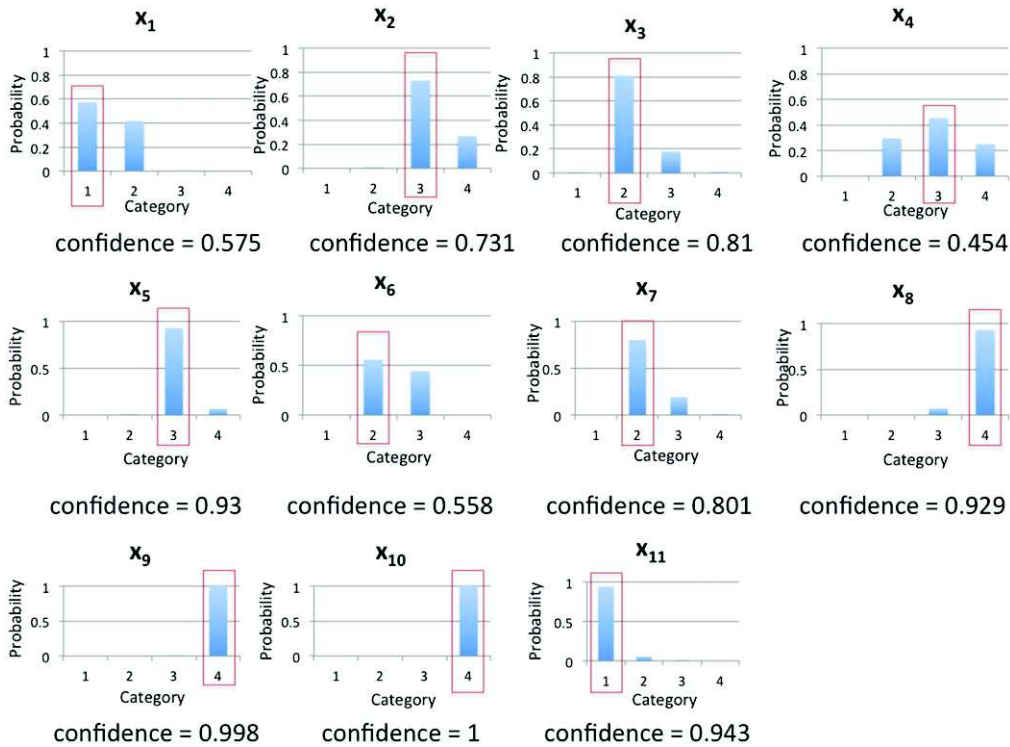 x1
Probability
1
0.8
0.6
0.4
0.2
0
1 2 3 4
Category
confidence = 0.575
x2
Probability
1
0.8
0.6
0.4
0.2
0
1 2 3 4
Category
confidence = 0.731
x3
Probability
1
0.8
0.6
0.4
0.2
0
1 2 3 4
Category
confidence = 0.81
x4
Probability
1
0.8
0.6
0.4
0.2
0
1 2 3 4
Category
confidence = 0.454
x5
Probability
1
0.5
0
1 2 3 4
Category
confidence = 0.93
x6
Probability
1
0.5
0
1 2 3 4
Category
confidence = 0.558
x7
Probability
1
0.5
0
1 2 3 4
Category
confidence = 0.801
x8
Probability
1
0.5
0
1 2 3 4
Category
confidence = 0.929
x9
Probability
1
0.5
0
1 2 3 4
Category
confidence = 0.998
x10
Probability
1
0.5
0
1 2 3 4
Category
confidence = 1
x11
Probability
1
0.5
0
1 2 3 4
Category
confidence = 0.943